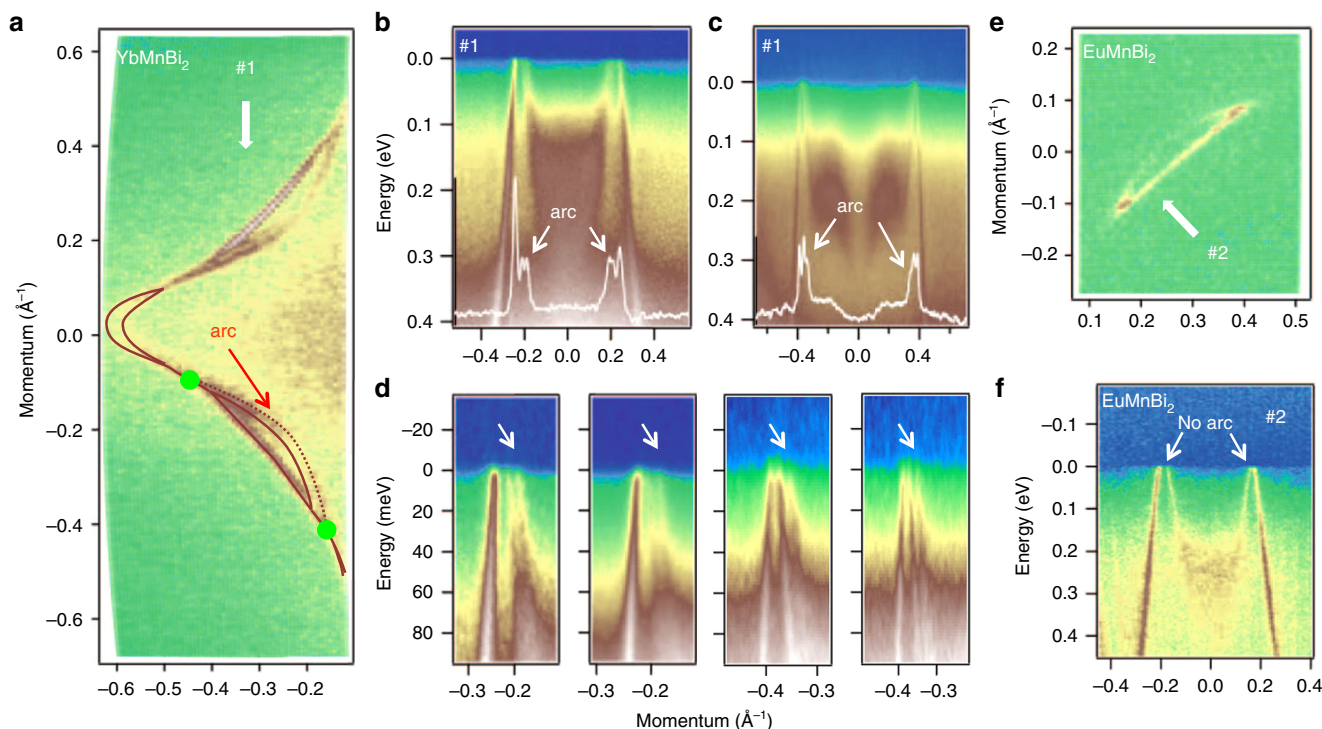 a
YbMnBi₂
#1
arc
0.6
0.4
0.2
0.0
–0.2
–0.4
–0.6
Momentum (Å⁻¹)
–0.6 –0.5 –0.4 –0.3 –0.2
b
#1
arc
0.0
0.1
0.2
0.3
0.4
Energy (eV)
–0.4 –0.2 0.0 0.2 0.4
c
#1
arc
0.0
0.1
0.2
0.3
0.4
–0.4 0.0 0.4
d
–20
0
20
40
60
80
Energy (meV)
–0.3 –0.2
–0.3 –0.2
–0.4 –0.3
–0.4 –0.3
Momentum (Å⁻¹)
e
EuMnBi₂
#2
0.2
0.1
0.0
–0.1
–0.2
Momentum (Å⁻¹)
0.1 0.2 0.3 0.4 0.5
f
EuMnBi₂
#2
No arc
–0.1
0.0
0.1
0.2
0.3
0.4
Energy (eV)
–0.4 –0.2 0.0 0.2 0.4